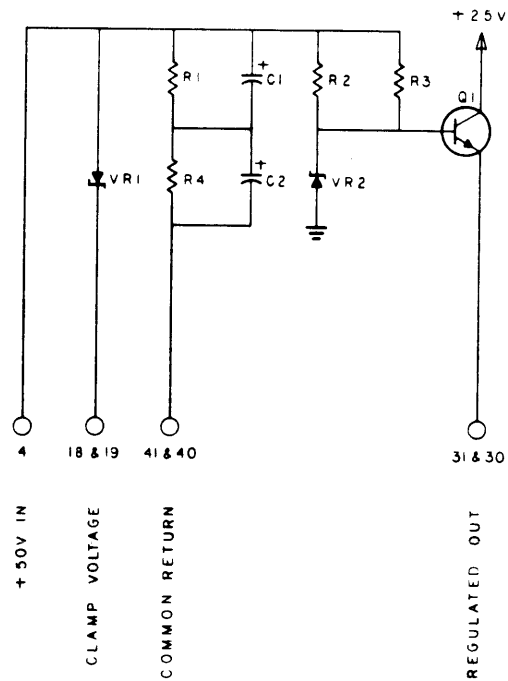 +25V
R1
+
C1
R2
R3
Q1
VR1
R4
+
C2
VR2
4
18 & 19
41 & 40
31 & 30
+50V IN
CLAMP VOLTAGE
COMMON RETURN
REGULATED OUT